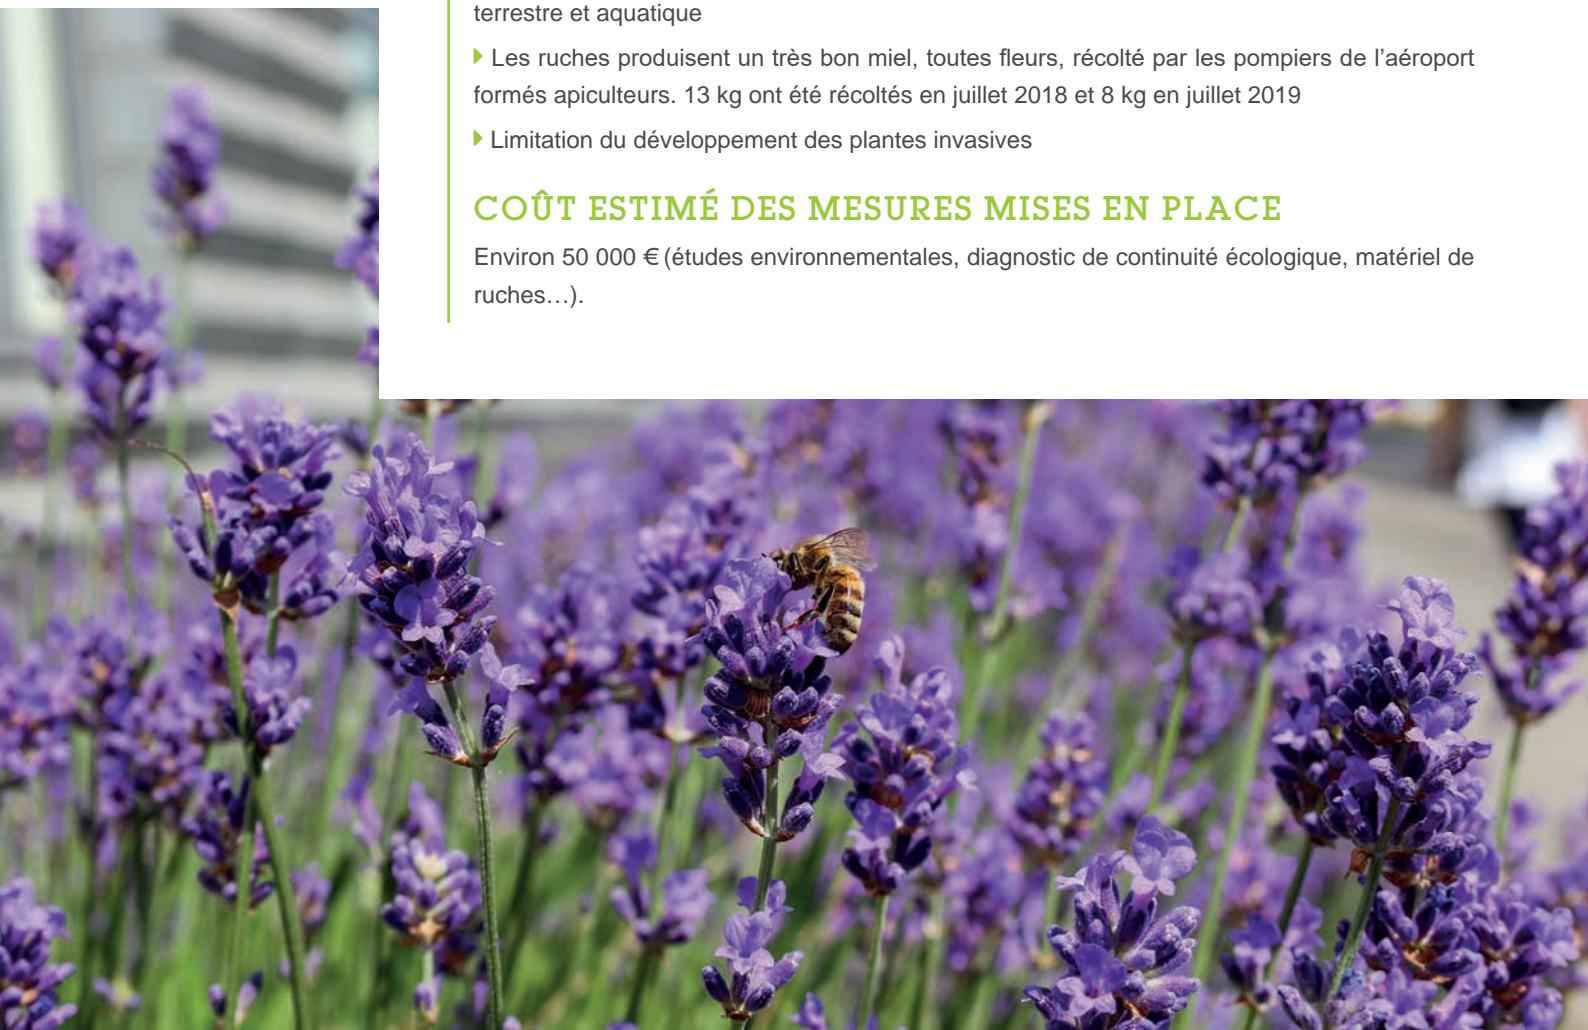 terrestre et aquatique
Les ruches produisent un très bon miel, toutes fleurs, récolté par les pompiers de l’aéroport
formés apiculteurs. 13 kg ont été récoltés en juillet 2018 et 8 kg en juillet 2019
Limitation du développement des plantes invasives
COÛT ESTIMÉ DES MESURES MISES EN PLACE
Environ 50 000 € (études environnementales, diagnostic de continuité écologique, matériel de
ruches…).